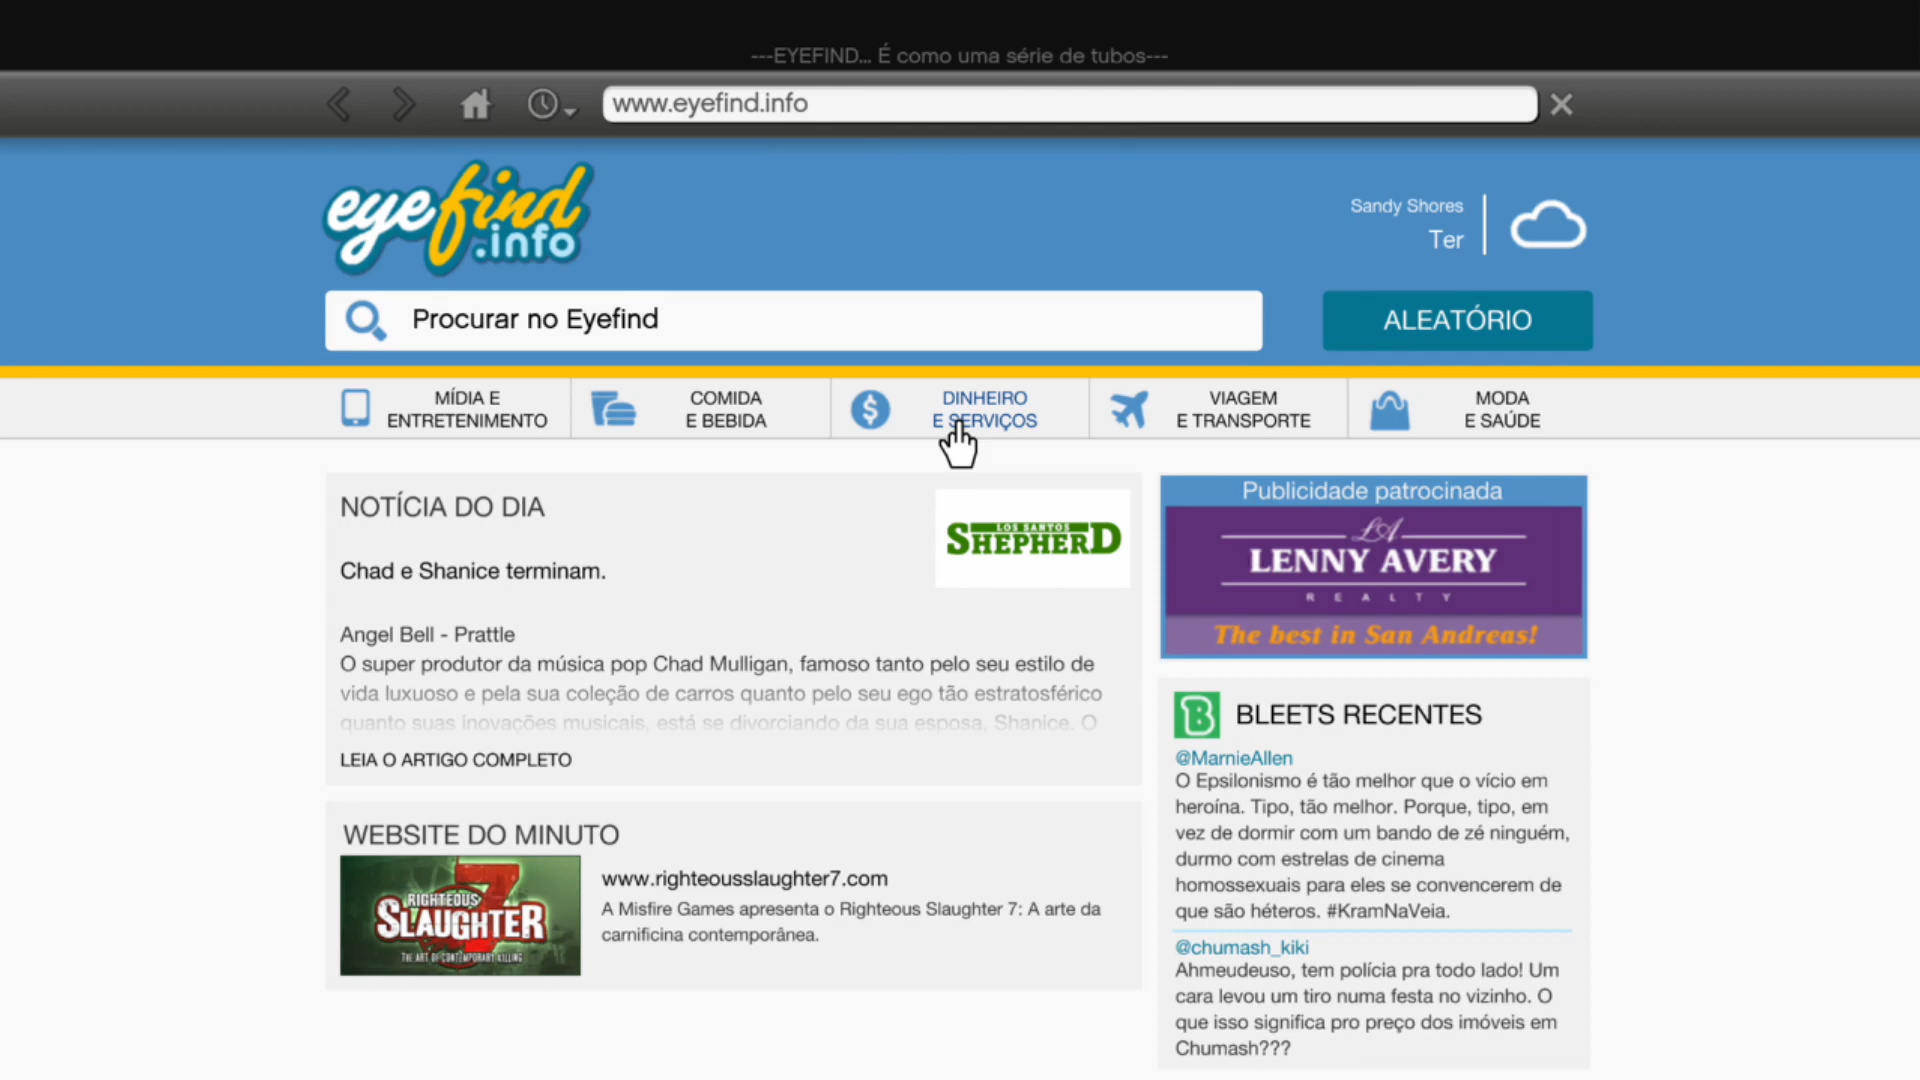 ---EYEFIND... É como uma série de tubos---
www.eyefind.info
eyefind
.info
Sandy Shores
Ter
Procurar no Eyefind
ALEATÓRIO
MÍDIA E
ENTRETENIMENTO
COMIDA
E BEBIDA
DINHEIRO
E SERVIÇOS
VIAGEM
E TRANSPORTE
MODA
E SAÚDE
NOTÍCIA DO DIA
LOS SANTOS
SHEPHERD
Chad e Shanice terminam.
Angel Bell - Prattle
O super produtor da música pop Chad Mulligan, famoso tanto pelo seu estilo de
vida luxuoso e pela sua coleção de carros quanto pelo seu ego tão estratosférico
quanto suas inovações musicais, está se divorciando da sua esposa, Shanice. O
LEIA O ARTIGO COMPLETO
WEBSITE DO MINUTO
RIGHTEOUS
SLAUGHTER
7
THE ART OF CONTEMPORARY KILLING
www.righteousslaughter7.com
A Misfire Games apresenta o Righteous Slaughter 7: A arte da
carnificina contemporânea.
Publicidade patrocinada
LA
LENNY AVERY
REALTY
The best in San Andreas!
B
BLEETS RECENTES
@MarnieAllen
O Epsilonismo é tão melhor que o vício em
heroína. Tipo, tão melhor. Porque, tipo, em
vez de dormir com um bando de zé ninguém,
durmo com estrelas de cinema
homossexuais para eles se convencerem de
que são héteros. #KramNaVeia.
@chumash_kiki
Ahmeudeuso, tem polícia pra todo lado! Um
cara levou um tiro numa festa no vizinho. O
que isso significa pro preço dos imóveis em
Chumash???